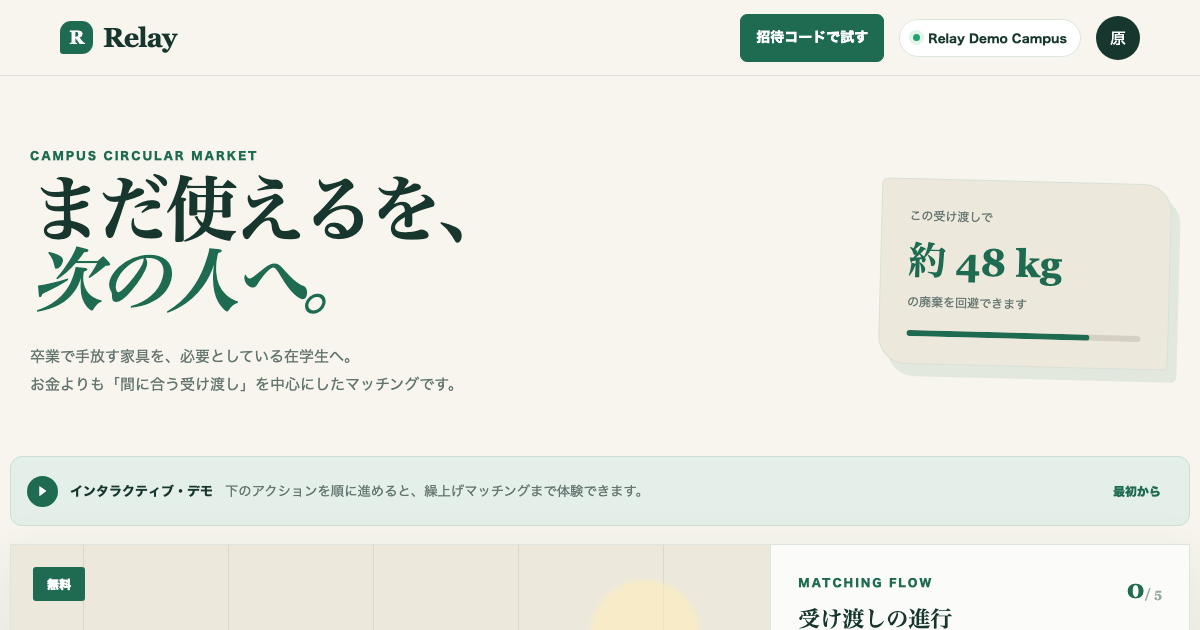 R Relay
招待コードで試す
Relay Demo Campus
原
CAMPUS CIRCULAR MARKET
まだ使えるを、
次の人へ。
卒業で手放す家具を、必要としている在学生へ。
お金よりも「間に合う受け渡し」を中心にしたマッチングです。
この受け渡しで
約 48 kg
の廃棄を回避できます
インタラクティブ・デモ 下のアクションを順に進めると、繰上げマッチングまで体験できます。
最初から
無料
MATCHING FLOW
受け渡しの進行
0/ 5